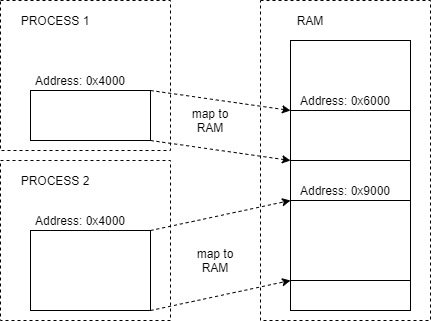 PROCESS 1
Address: 0x4000
map to
RAM
PROCESS 2
Address: 0x4000
map to
RAM
RAM
Address: 0x6000
Address: 0x9000